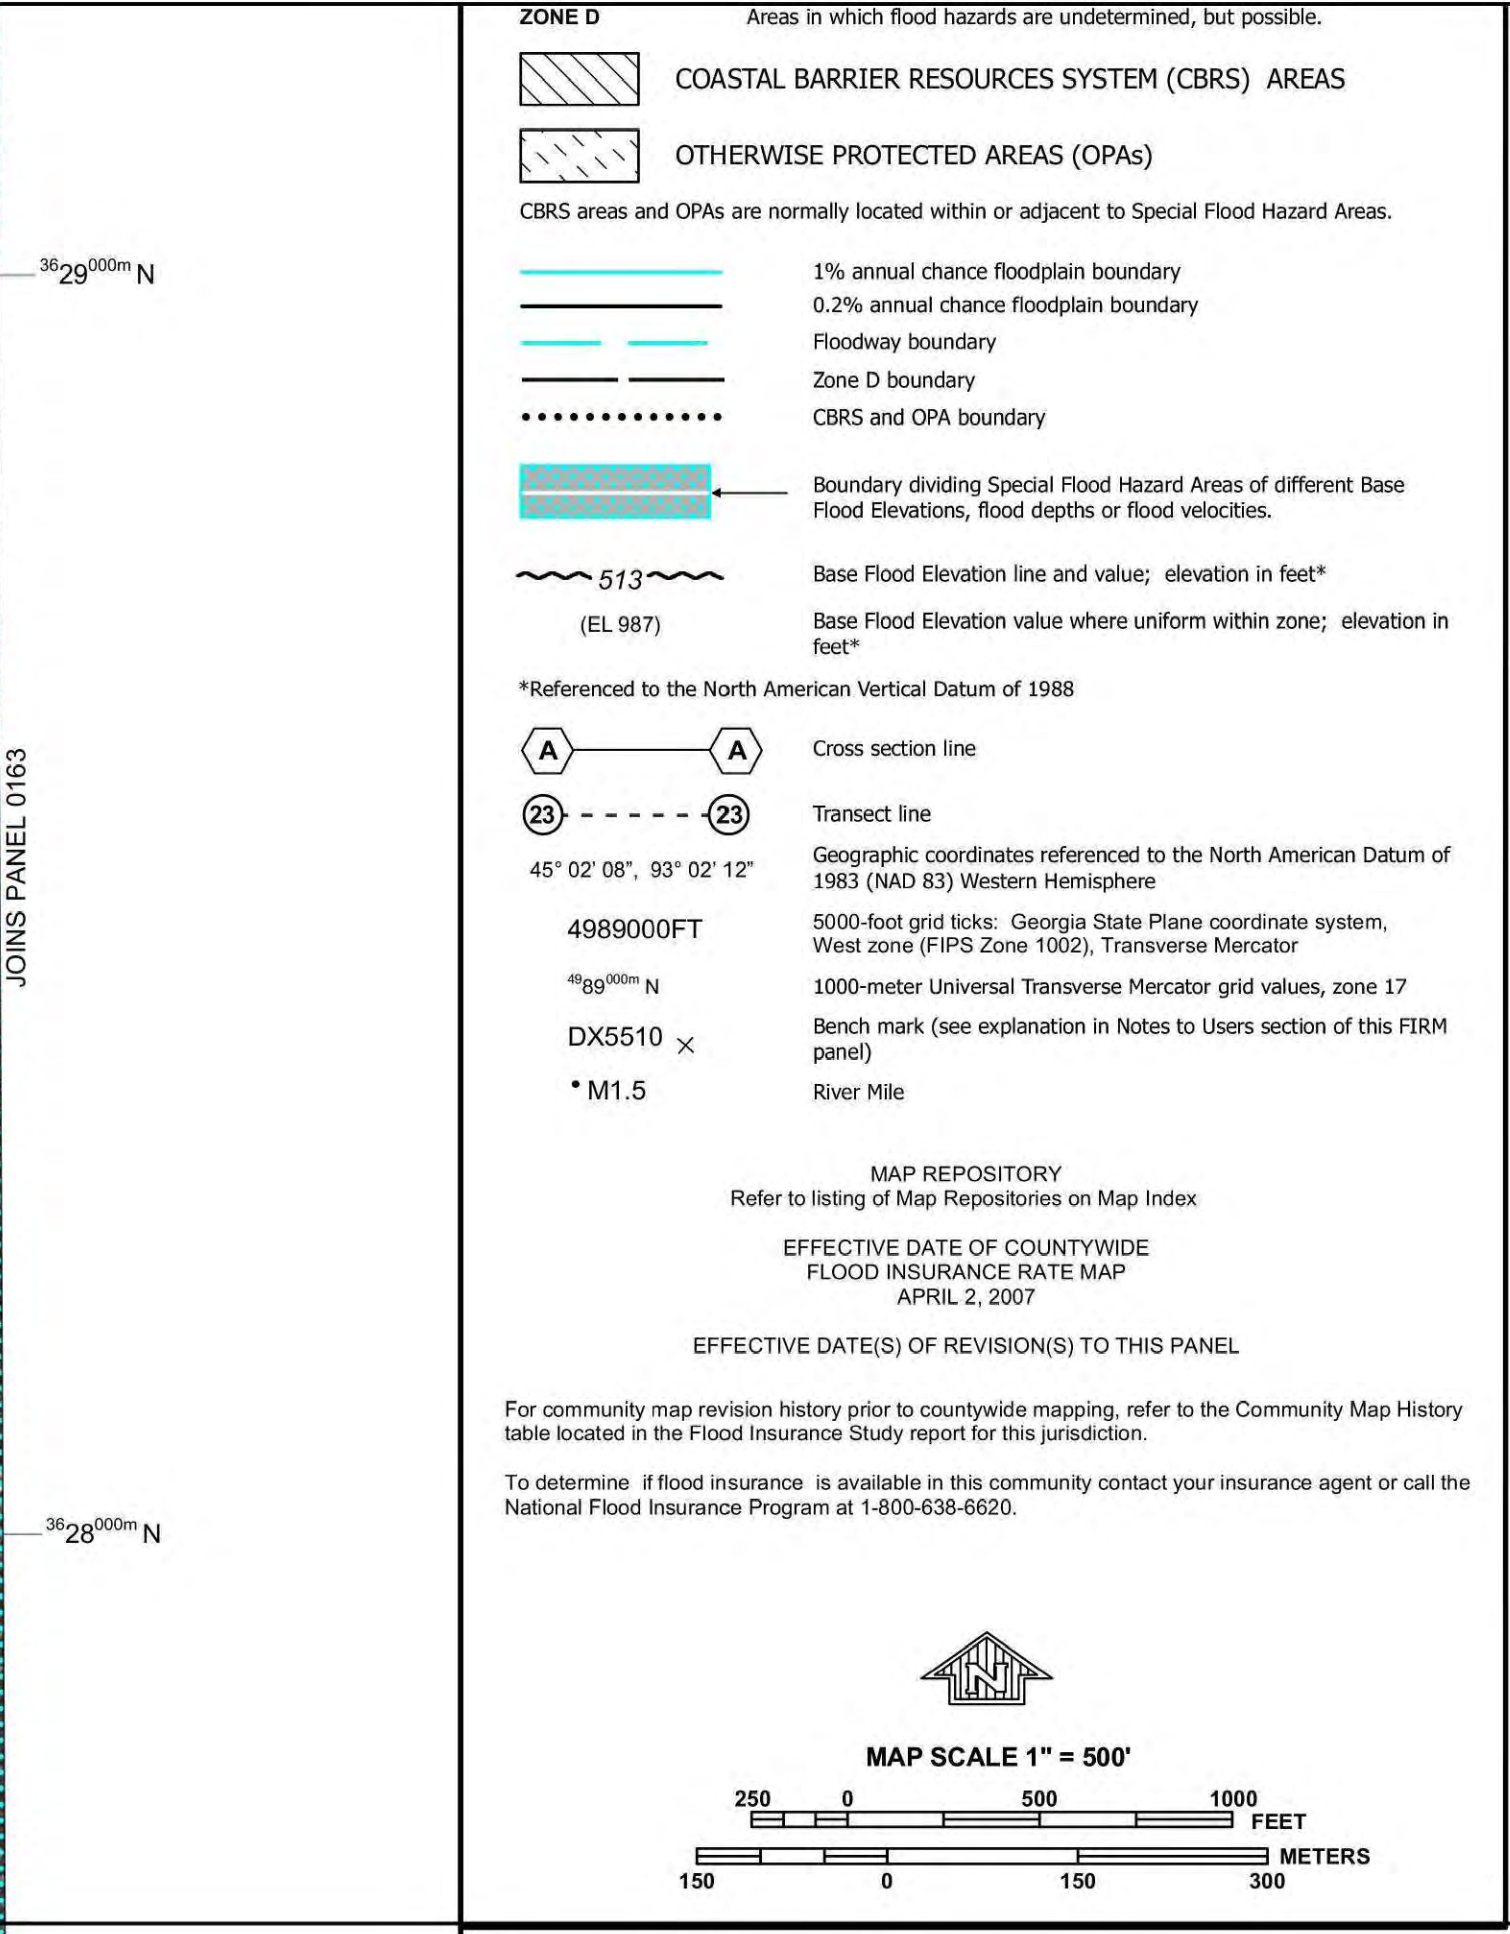 ZONE D Areas in which flood hazards are undetermined, but possible.
COASTAL BARRIER RESOURCES SYSTEM (CBRS) AREAS
OTHERWISE PROTECTED AREAS (OPAs)
CBRS areas and OPAs are normally located within or adjacent to Special Flood Hazard Areas.
3629000m N
1% annual chance floodplain boundary
0.2% annual chance floodplain boundary
Floodway boundary
Zone D boundary
CBRS and OPA boundary
Boundary dividing Special Flood Hazard Areas of different Base
Flood Elevations, flood depths or flood velocities.
513 Base Flood Elevation line and value; elevation in feet*
(EL 987) Base Flood Elevation value where uniform within zone; elevation in
feet*
*Referenced to the North American Vertical Datum of 1988
A A Cross section line
23 23 Transect line
JOINS PANEL 0163
45° 02' 08", 93° 02' 12" Geographic coordinates referenced to the North American Datum of
1983 (NAD 83) Western Hemisphere
4989000FT 5000-foot grid ticks: Georgia State Plane coordinate system,
West zone (FIPS Zone 1002), Transverse Mercator
4989000m N 1000-meter Universal Transverse Mercator grid values, zone 17
DX5510 × Bench mark (see explanation in Notes to Users section of this FIRM
panel)
• M1.5 River Mile
MAP REPOSITORY
Refer to listing of Map Repositories on Map Index
EFFECTIVE DATE OF COUNTYWIDE
FLOOD INSURANCE RATE MAP
APRIL 2, 2007
EFFECTIVE DATE(S) OF REVISION(S) TO THIS PANEL
For community map revision history prior to countywide mapping, refer to the Community Map History
table located in the Flood Insurance Study report for this jurisdiction.
To determine if flood insurance is available in this community contact your insurance agent or call the
National Flood Insurance Program at 1-800-638-6620.
3628000m N
N
MAP SCALE 1" = 500'
250 0 500 1000
FEET
METERS
150 0 150 300